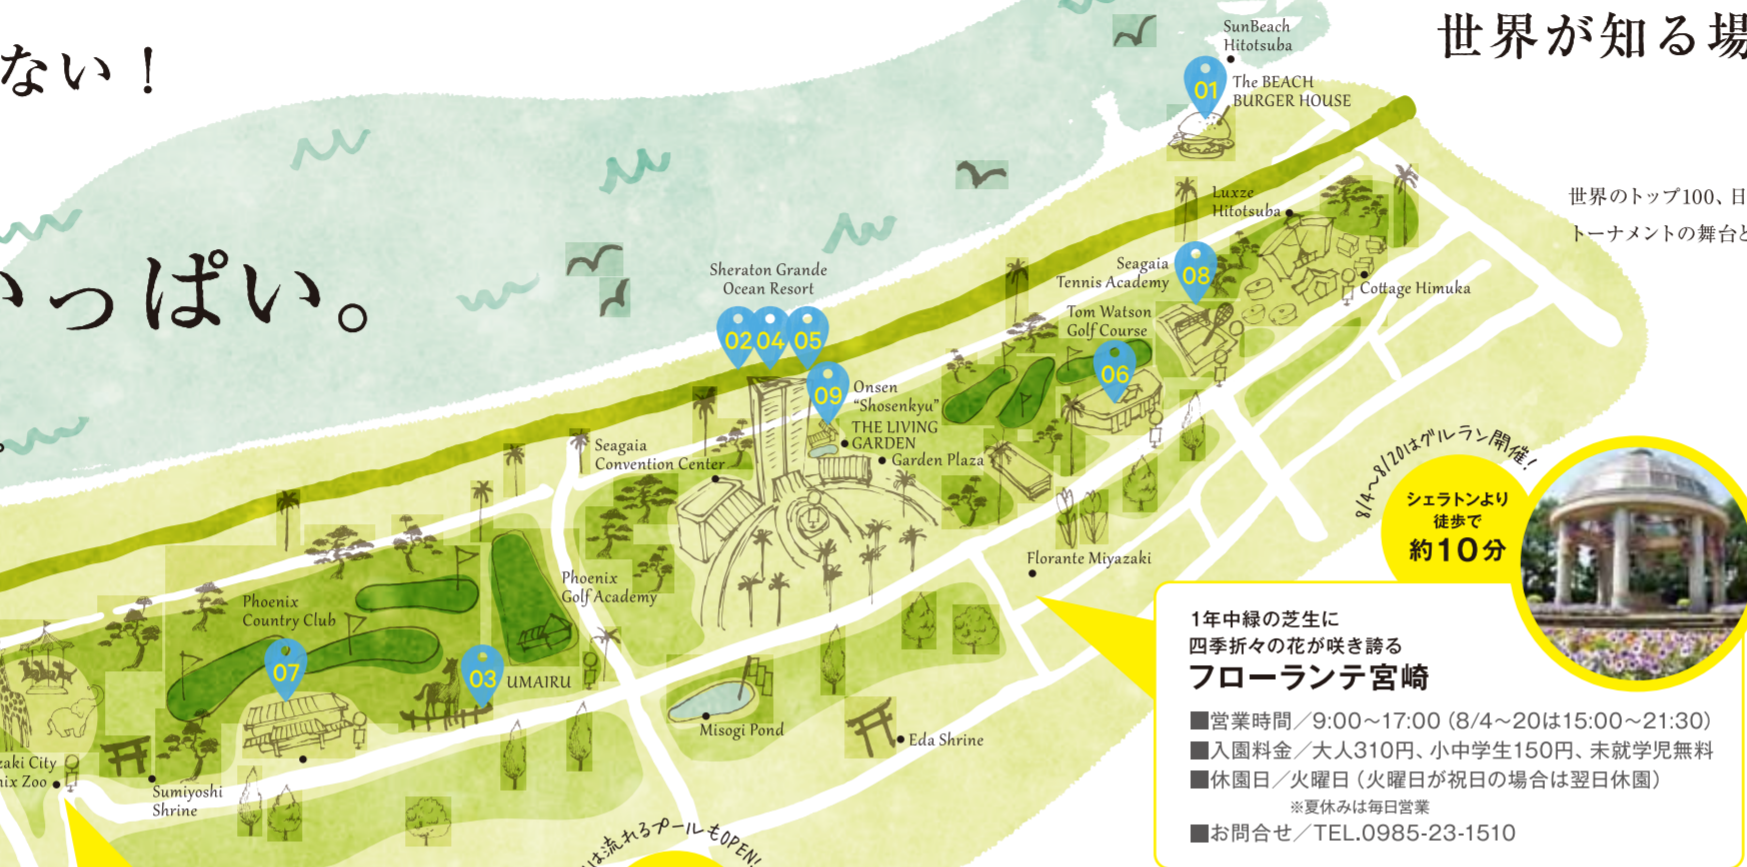 ない！
いっぱい。
世界が知る場
世界のトップ100、日
トーナメントの舞台と
SunBeach
Hitotsuba
01
The BEACH
BURGER HOUSE
Luxze
Hitotsuba
08
Seagaia
Tennis Academy
Cottage Himuka
Tom Watson
Golf Course
06
Sheraton Grande
Ocean Resort
02
04
05
09
Onsen
“Shosenkyu”
THE LIVING
GARDEN
Garden Plaza
Seagaia
Convention Center
Florante Miyazaki
Phoenix
Golf Academy
Phoenix
Country Club
07
03
UMAIRU
Misogi Pond
Eda Shrine
zaki City
nix Zoo
Sumiyoshi
Shrine
は流れるプールもOPEN!
8/4〜8/20はグルラン開催！
シェラトンより
徒歩で
約10分
1年中緑の芝生に
四季折々の花が咲き誇る
フローランテ宮崎
■営業時間／9:00〜17:00（8/4〜20は15:00〜21:30）
■入園料金／大人310円、小中学生150円、未就学児無料
■休園日／火曜日（火曜日が祝日の場合は翌日休園）
※夏休みは毎日営業
■お問合せ／TEL.0985-23-1510